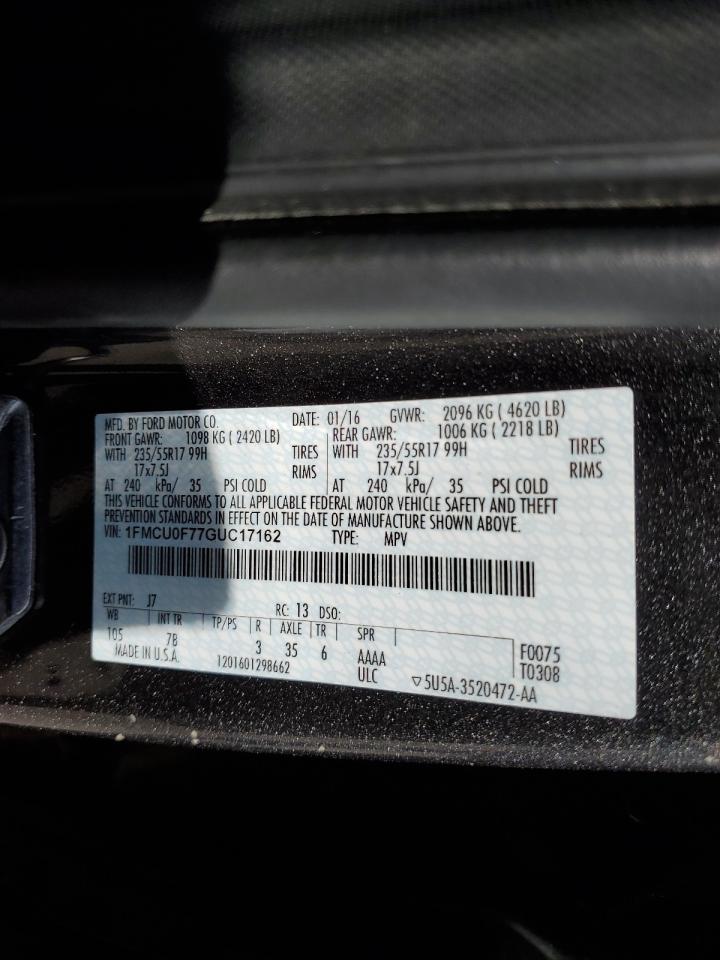 MFD. BY FORD MOTOR CO. DATE: 01/16 GVWR: 2096 KG ( 4620 LB)
FRONT GAWR: 1098 KG ( 2420 LB) REAR GAWR: 1006 KG ( 2218 LB)
WITH 235/55R17 99H TIRES WITH 235/55R17 99H TIRES
17x7.5J RIMS 17x7.5J RIMS
AT 240 kPa/ 35 PSI COLD AT 240 kPa/ 35 PSI COLD
THIS VEHICLE CONFORMS TO ALL APPLICABLE FEDERAL MOTOR VEHICLE SAFETY AND THEFT
PREVENTION STANDARDS IN EFFECT ON THE DATE OF MANUFACTURE SHOWN ABOVE.
VIN: 1FMCU0F77GUC17162 TYPE: MPV
EXT PNT: J7 RC: 13 DSO:
WB INT TR TP/PS R AXLE TR SPR
105 7B 3 35 6 AAAA F0075
MADE IN U.S.A. 1201601298662 ULC ▽5U5A-3520472-AA T0308